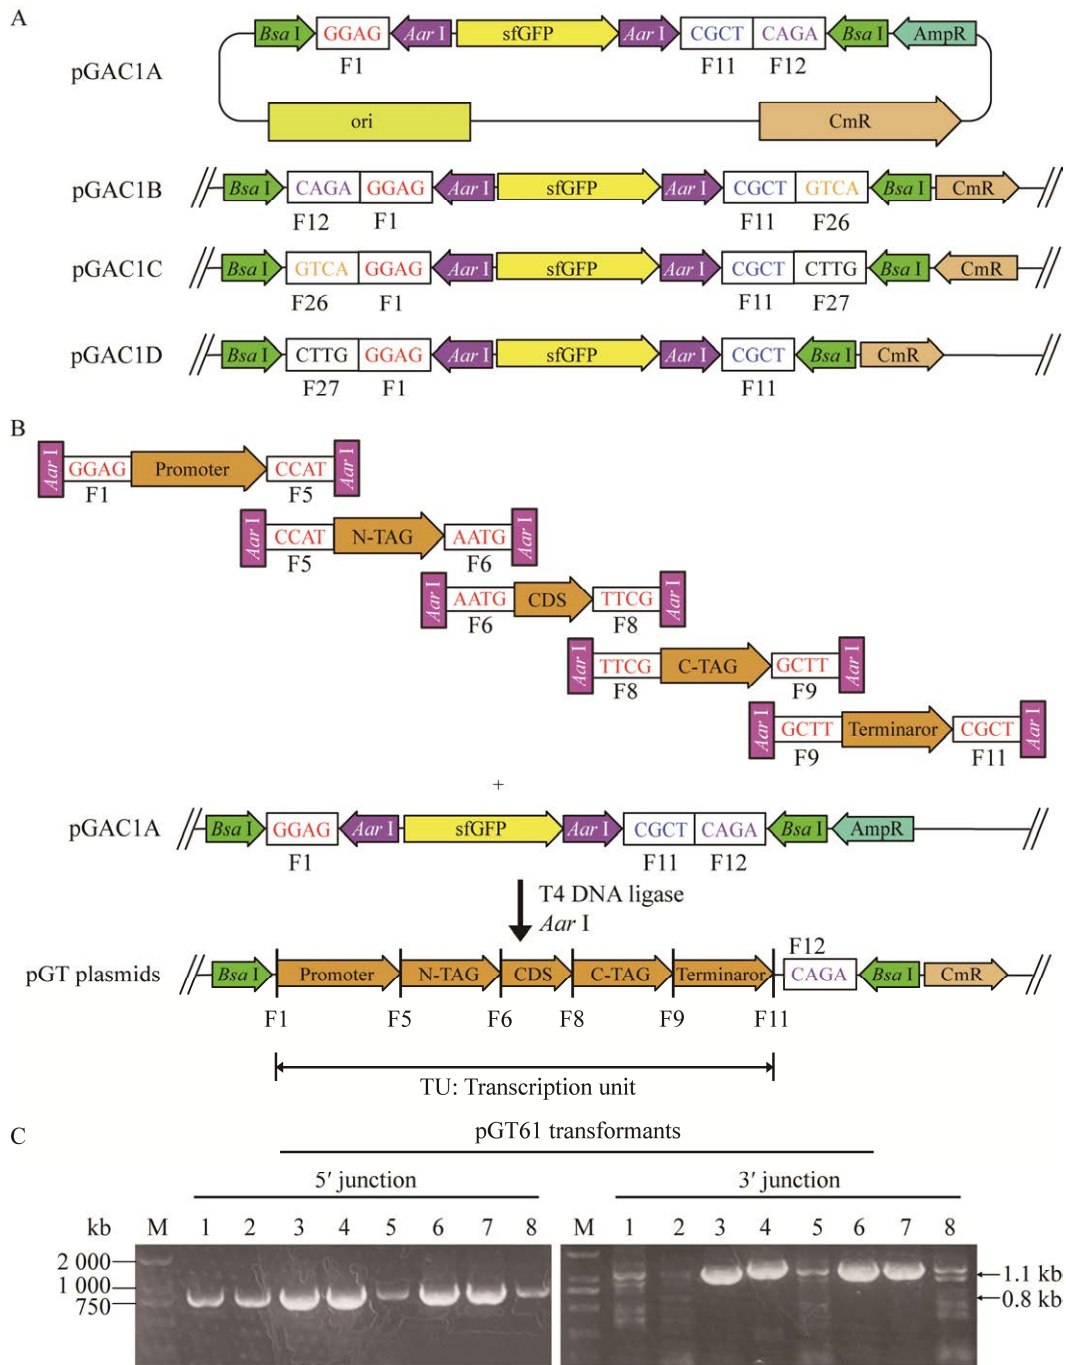 A
Bsa I GGAG Aar I sfGFP Aar I CGCT CAGA Bsa I AmpR
F1 F11 F12
pGAC1A
ori CmR
pGAC1B Bsa I CAGA GGAG Aar I sfGFP Aar I CGCT GTCA Bsa I CmR
F12 F1 F11 F26
pGAC1C Bsa I GTCA GGAG Aar I sfGFP Aar I CGCT CTTG Bsa I CmR
F26 F1 F11 F27
pGAC1D Bsa I CTTG GGAG Aar I sfGFP Aar I CGCT Bsa I CmR
F27 F1 F11
B
Aar I GGAG Promoter CCAT Aar I
F1 F5
Aar I CCAT N-TAG AATG Aar I
F5 F6
Aar I AATG CDS TTCG Aar I
F6 F8
Aar I TTCG C-TAG GCTT Aar I
F8 F9
Aar I GCTT Terminaror CGCT Aar I
F9 F11
+
pGAC1A Bsa I GGAG Aar I sfGFP Aar I CGCT CAGA Bsa I AmpR
F1 F11 F12
T4 DNA ligase
Aar I
F12
pGT plasmids Bsa I Promoter N-TAG CDS C-TAG Terminaror CAGA Bsa I CmR
F1 F5 F6 F8 F9 F11
TU: Transcription unit
C
pGT61 transformants
5′ junction 3′ junction
kb M 1 2 3 4 5 6 7 8 M 1 2 3 4 5 6 7 8
2 000
1 000
750
1.1 kb
0.8 kb